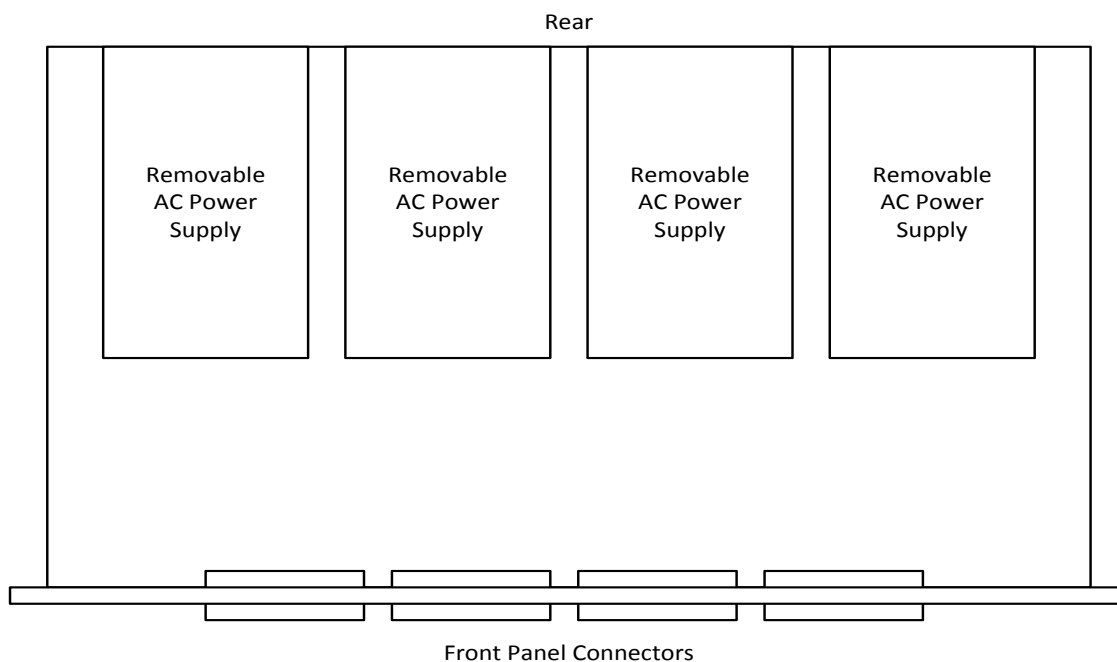 Rear
Removable
AC Power
Supply
Removable
AC Power
Supply
Removable
AC Power
Supply
Removable
AC Power
Supply
Front Panel Connectors